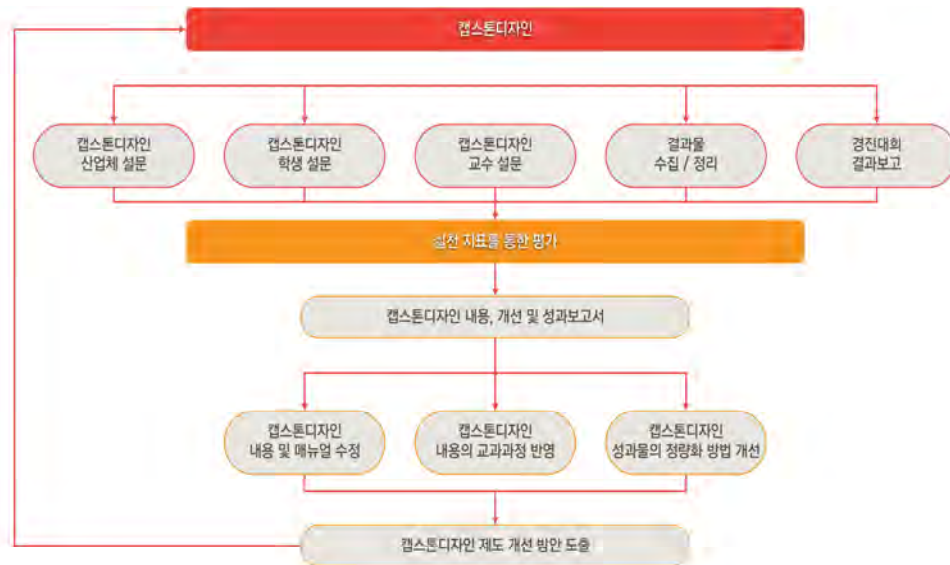 캡스톤디자인
캡스톤디자인
산업체 설문
캡스톤디자인
학생 설문
캡스톤디자인
교수 설문
결과물
수집 / 정리
경진대회
결과보고
지표를 통한 평가
캡스톤디자인 내용, 개선 및 성과보고서
캡스톤디자인
내용 및 매뉴얼 수정
캡스톤디자인
내용의 교과과정 반영
캡스톤디자인
성과물의 정량화 방법 개선
캡스톤디자인 제도 개선 방안 도출